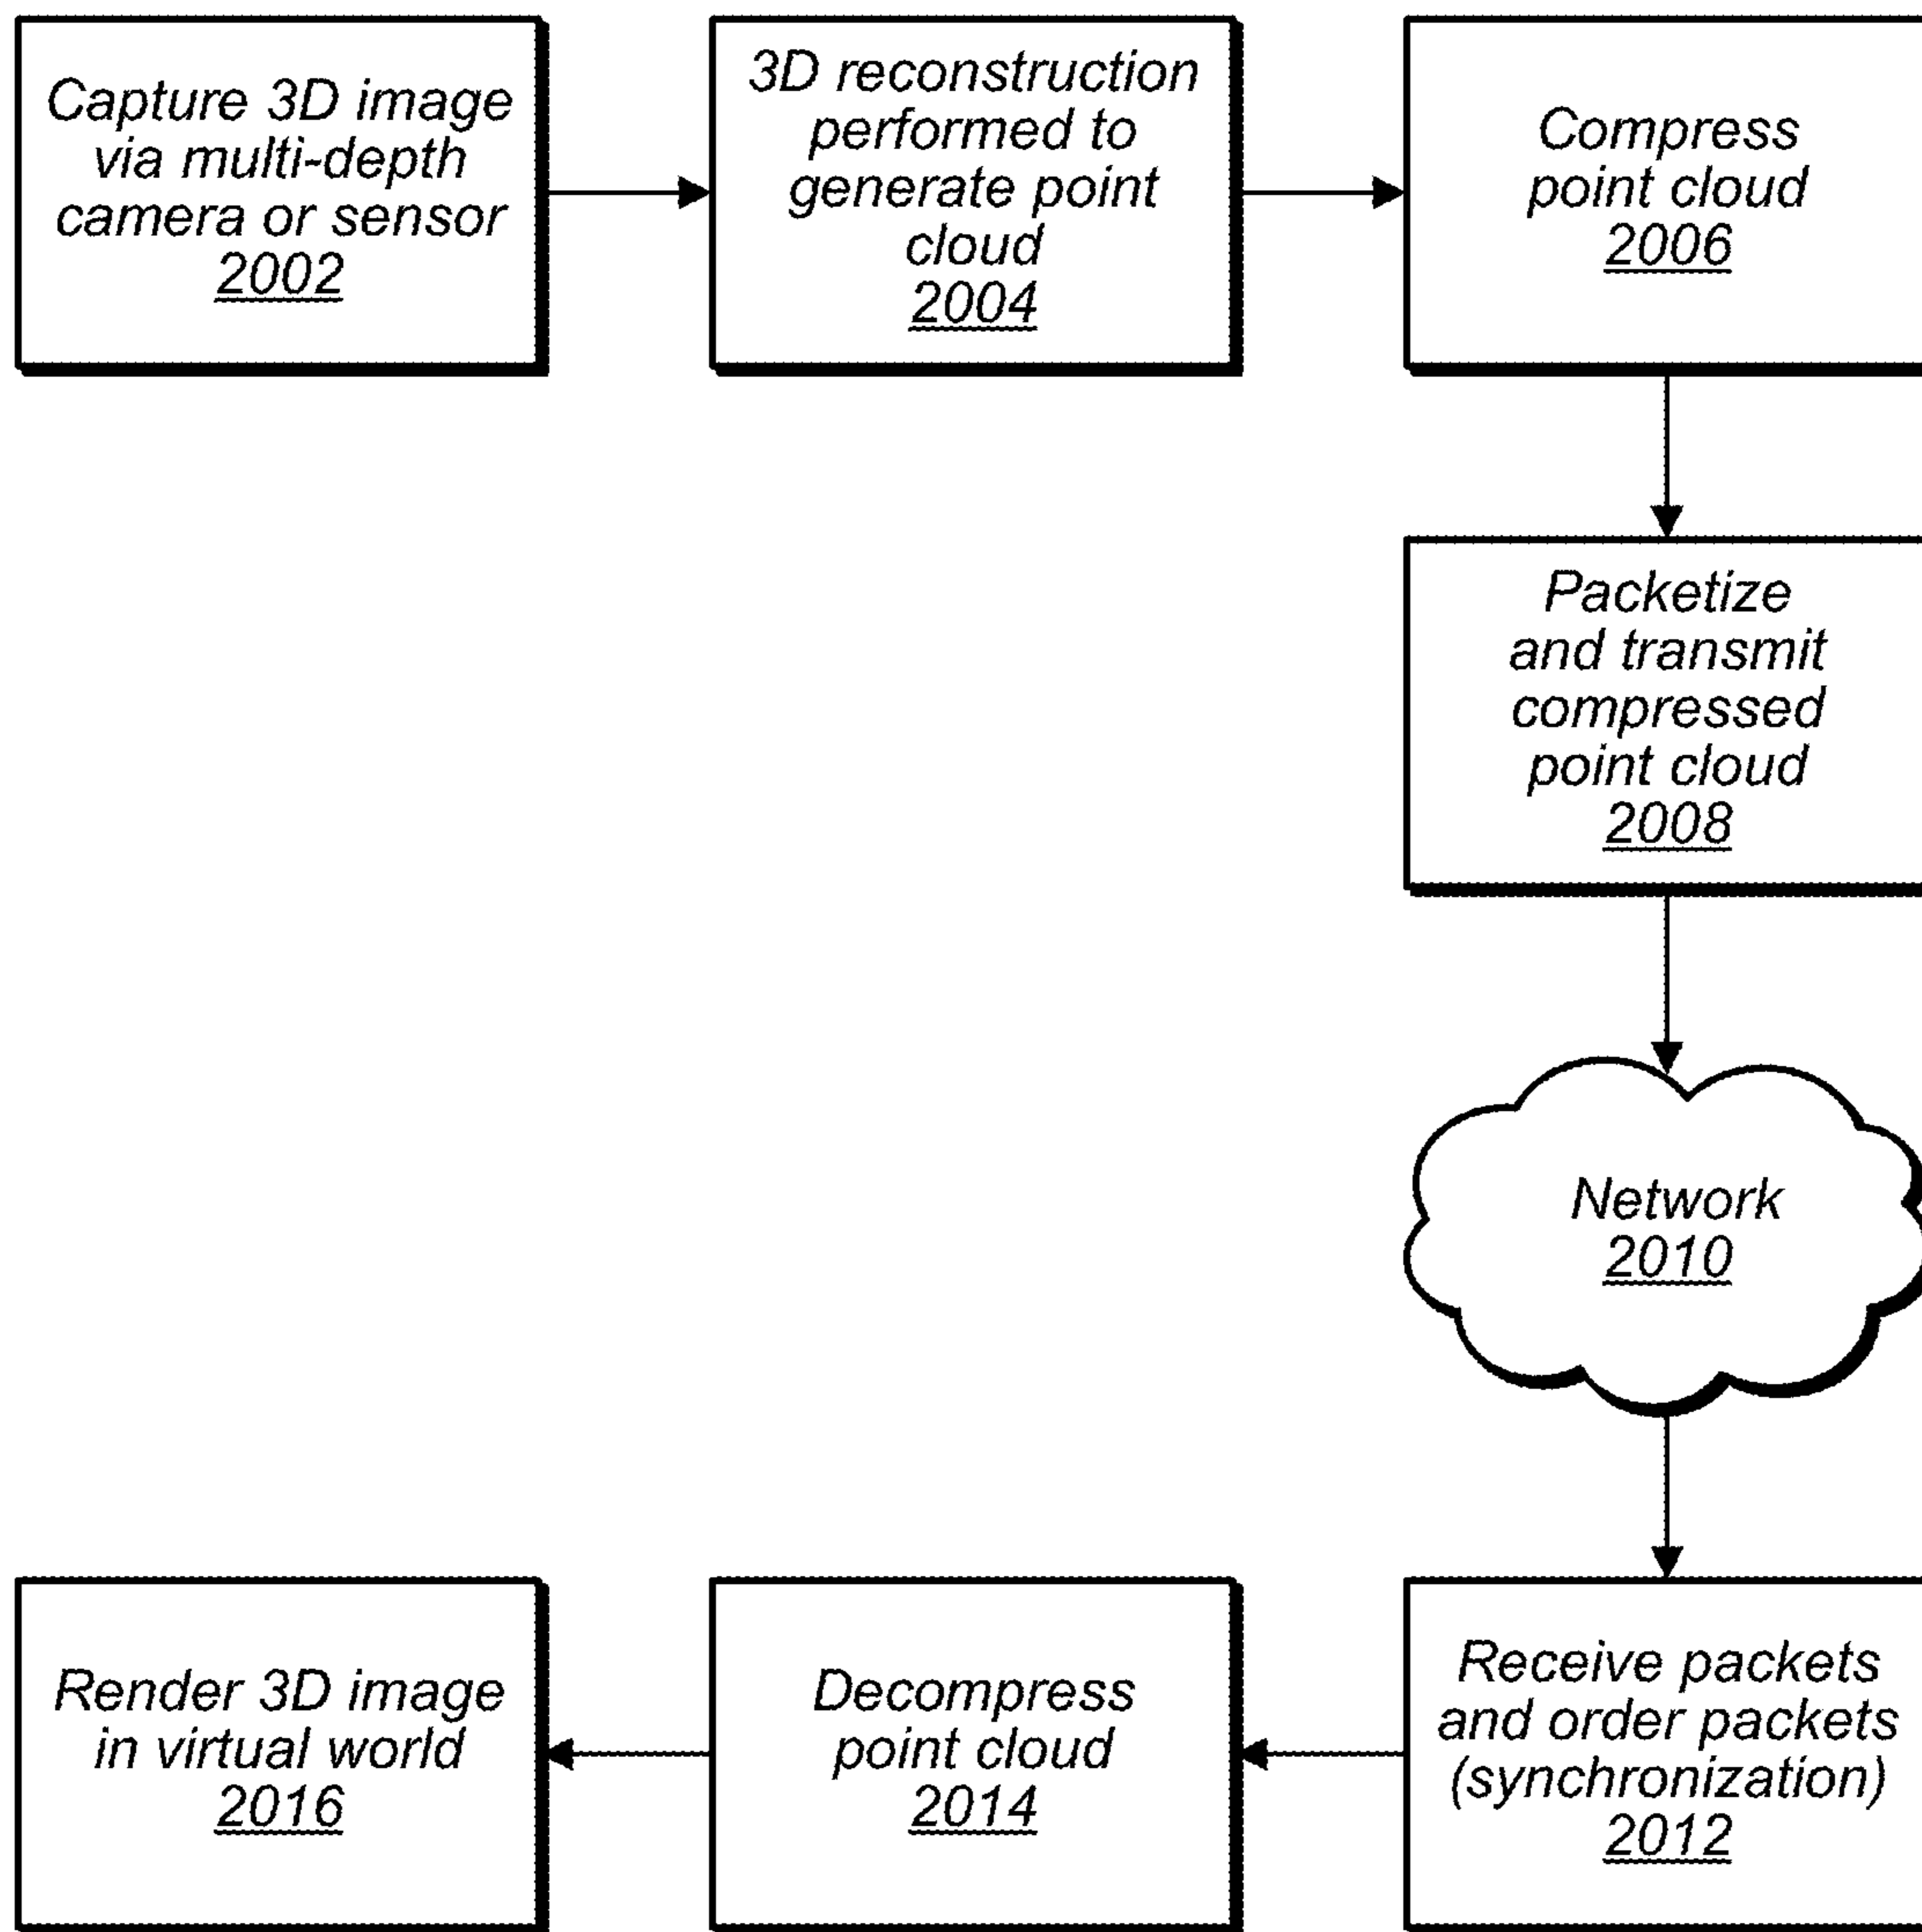 Capture 3D image
via multi-depth
camera or sensor
2002
3D reconstruction
performed to
generate point
cloud
2004
Compress
point cloud
2006
Packetize
and transmit
compressed
point cloud
2008
Network
2010
Receive packets
and order packets
(synchronization)
2012
Decompress
point cloud
2014
Render 3D image
in virtual world
2016